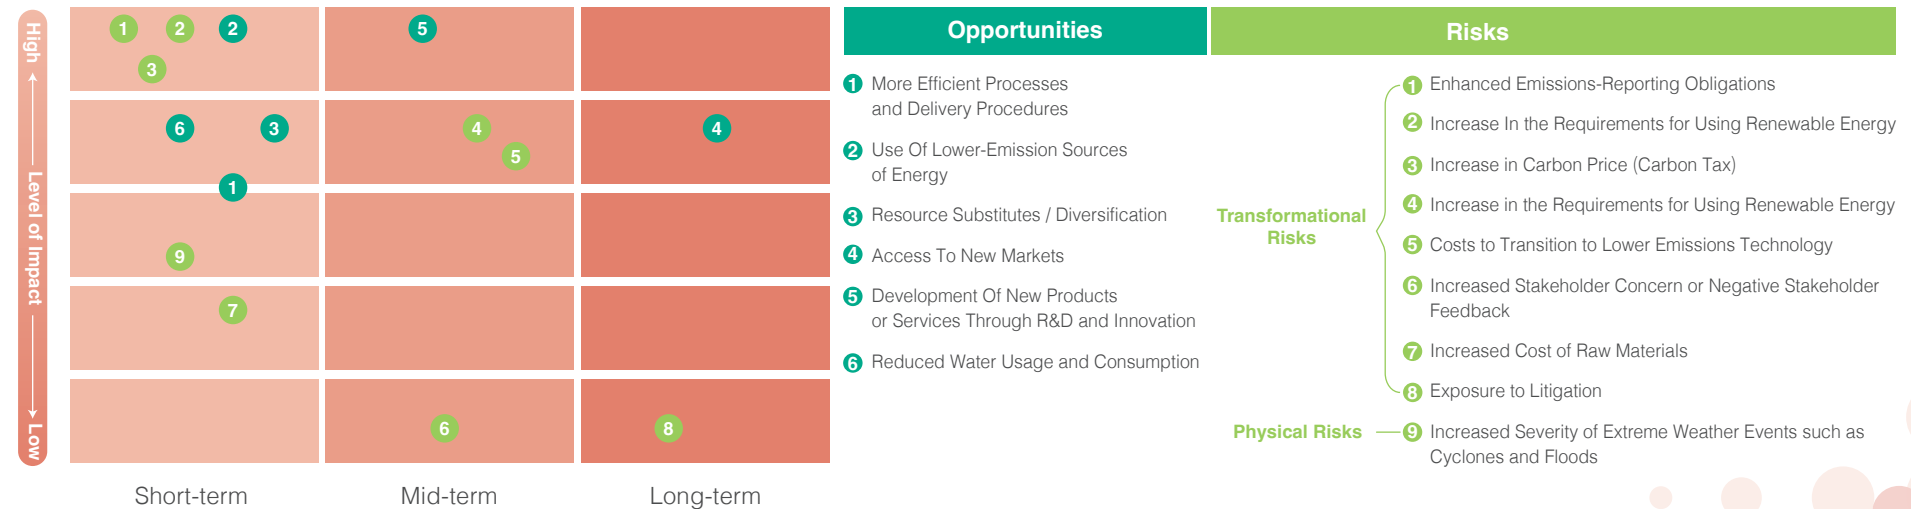 High
Level of Impact
Low
1
2
2
3
5
6
3
4
5
4
1
9
7
6
8
Short-term
Mid-term
Long-term
Opportunities
1 More Efficient Processes
and Delivery Procedures
2 Use Of Lower-Emission Sources
of Energy
3 Resource Substitutes / Diversification
4 Access To New Markets
5 Development Of New Products
or Services Through R&D and Innovation
6 Reduced Water Usage and Consumption
Risks
Transformational
Risks
1 Enhanced Emissions-Reporting Obligations
2 Increase In the Requirements for Using Renewable Energy
3 Increase in Carbon Price (Carbon Tax)
4 Increase in the Requirements for Using Renewable Energy
5 Costs to Transition to Lower Emissions Technology
6 Increased Stakeholder Concern or Negative Stakeholder
Feedback
7 Increased Cost of Raw Materials
8 Exposure to Litigation
Physical Risks
9 Increased Severity of Extreme Weather Events such as
Cyclones and Floods